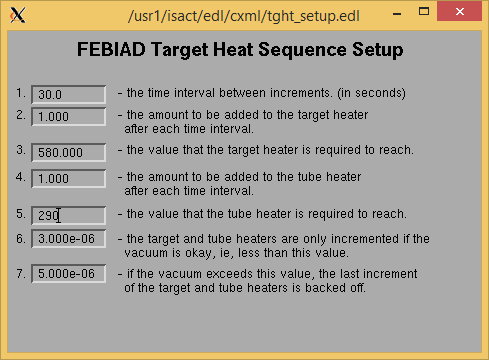 /usr1/isact/edl/cxml/tght_setup.edl
FEBIAD Target Heat Sequence Setup
1. 30.0 - the time interval between increments. (in seconds)
2. 1.000 - the amount to be added to the target heater
after each time interval.
3. 580.000 - the value that the target heater is required to reach.
4. 1.000 - the amount to be added to the tube heater
after each time interval.
5. 290 - the value that the tube heater is required to reach.
6. 3.000e-06 - the target and tube heaters are only incremented if the
vacuum is okay, ie, less than this value.
7. 5.000e-06 - if the vacuum exceeds this value, the last increment
of the target and tube heaters is backed off.